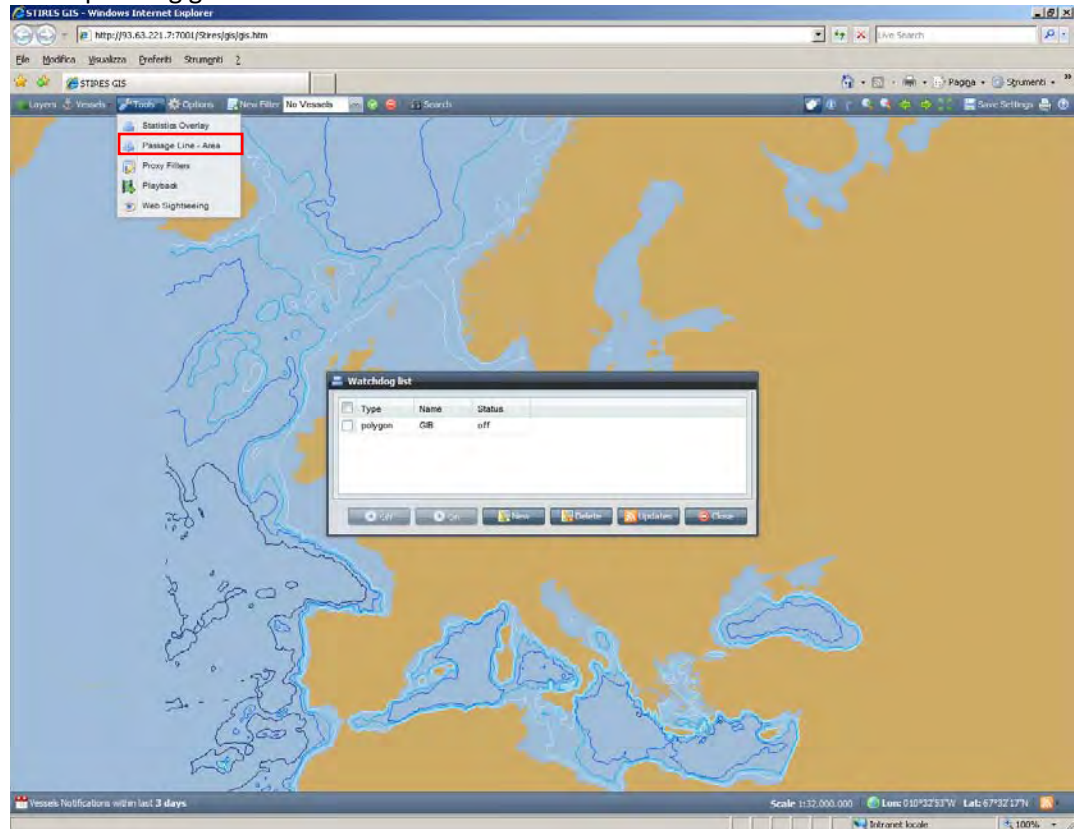 STIRES GIS - Windows Internet Explorer
http://93.63.221.7:7001/Stires/gis/gis.htm
Live Search
File Modifica Visualizza Preferiti Strumenti ?
STIRES GIS
Pagina Strumenti »
Layers Vessels Tools Options New Filter No Vessels Search Save Settings
Statistics Overlay
Passage Line - Area
Proxy Filters
Playback
Web Sightseeing
Watchdog list
Type Name Status
polygon GIB off
Off On New Delete Updates Close
Vessels Notifications within last 3 days Scale 1:32.000.000 Lon: 010°32'53"W Lat: 67°32'17"N
Intranet locale 100%